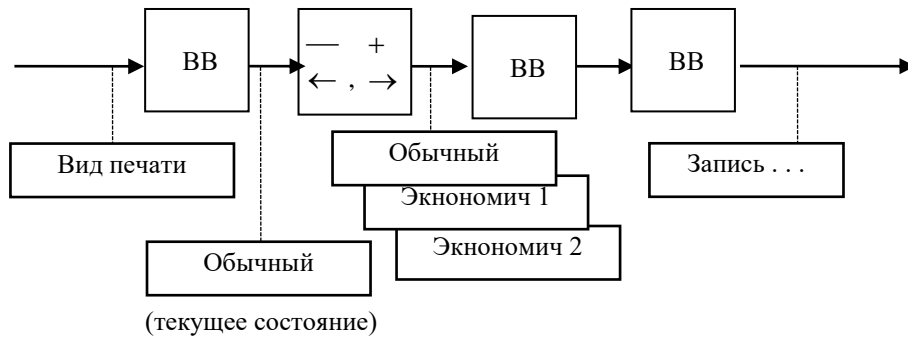 ВВ
— +
← , →
ВВ
ВВ
Вид печати
Обычный
Запись . . .
Экнономич 1
Экнономич 2
Обычный
(текущее состояние)